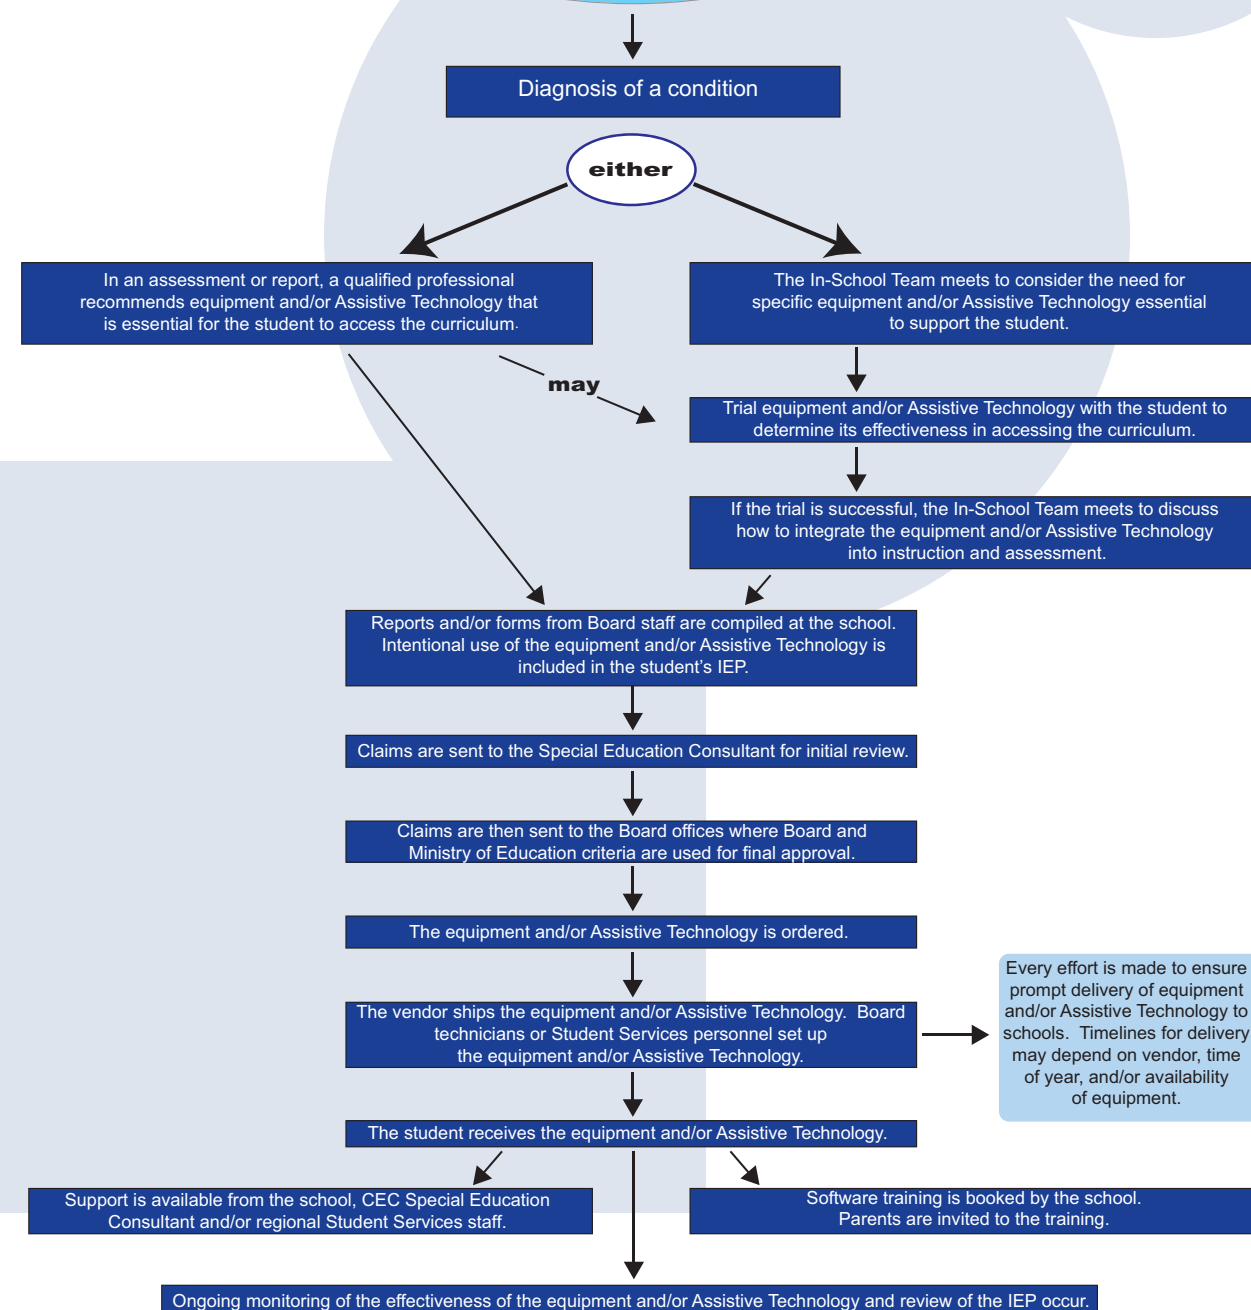 Diagnosis of a condition
either
In an assessment or report, a qualified professional
recommends equipment and/or Assistive Technology that
is essential for the student to access the curriculum.
The In-School Team meets to consider the need for
specific equipment and/or Assistive Technology essential
to support the student.
may
Trial equipment and/or Assistive Technology with the student to
determine its effectiveness in accessing the curriculum.
If the trial is successful, the In-School Team meets to discuss
how to integrate the equipment and/or Assistive Technology
into instruction and assessment.
Reports and/or forms from Board staff are compiled at the school.
Intentional use of the equipment and/or Assistive Technology is
included in the student's IEP.
Claims are sent to the Special Education Consultant for initial review.
Claims are then sent to the Board offices where Board and
Ministry of Education criteria are used for final approval.
The equipment and/or Assistive Technology is ordered.
The vendor ships the equipment and/or Assistive Technology.  Board
technicians or Student Services personnel set up
the equipment and/or Assistive Technology.
Every effort is made to ensure
prompt delivery of equipment
and/or Assistive Technology to
schools.  Timelines for delivery
may depend on vendor, time
of year, and/or availability
of equipment.
The student receives the equipment and/or Assistive Technology.
Support is available from the school, CEC Special Education
Consultant and/or regional Student Services staff.
Software training is booked by the school.
Parents are invited to the training.
Ongoing monitoring of the effectiveness of the equipment and/or Assistive Technology and review of the IEP occur.